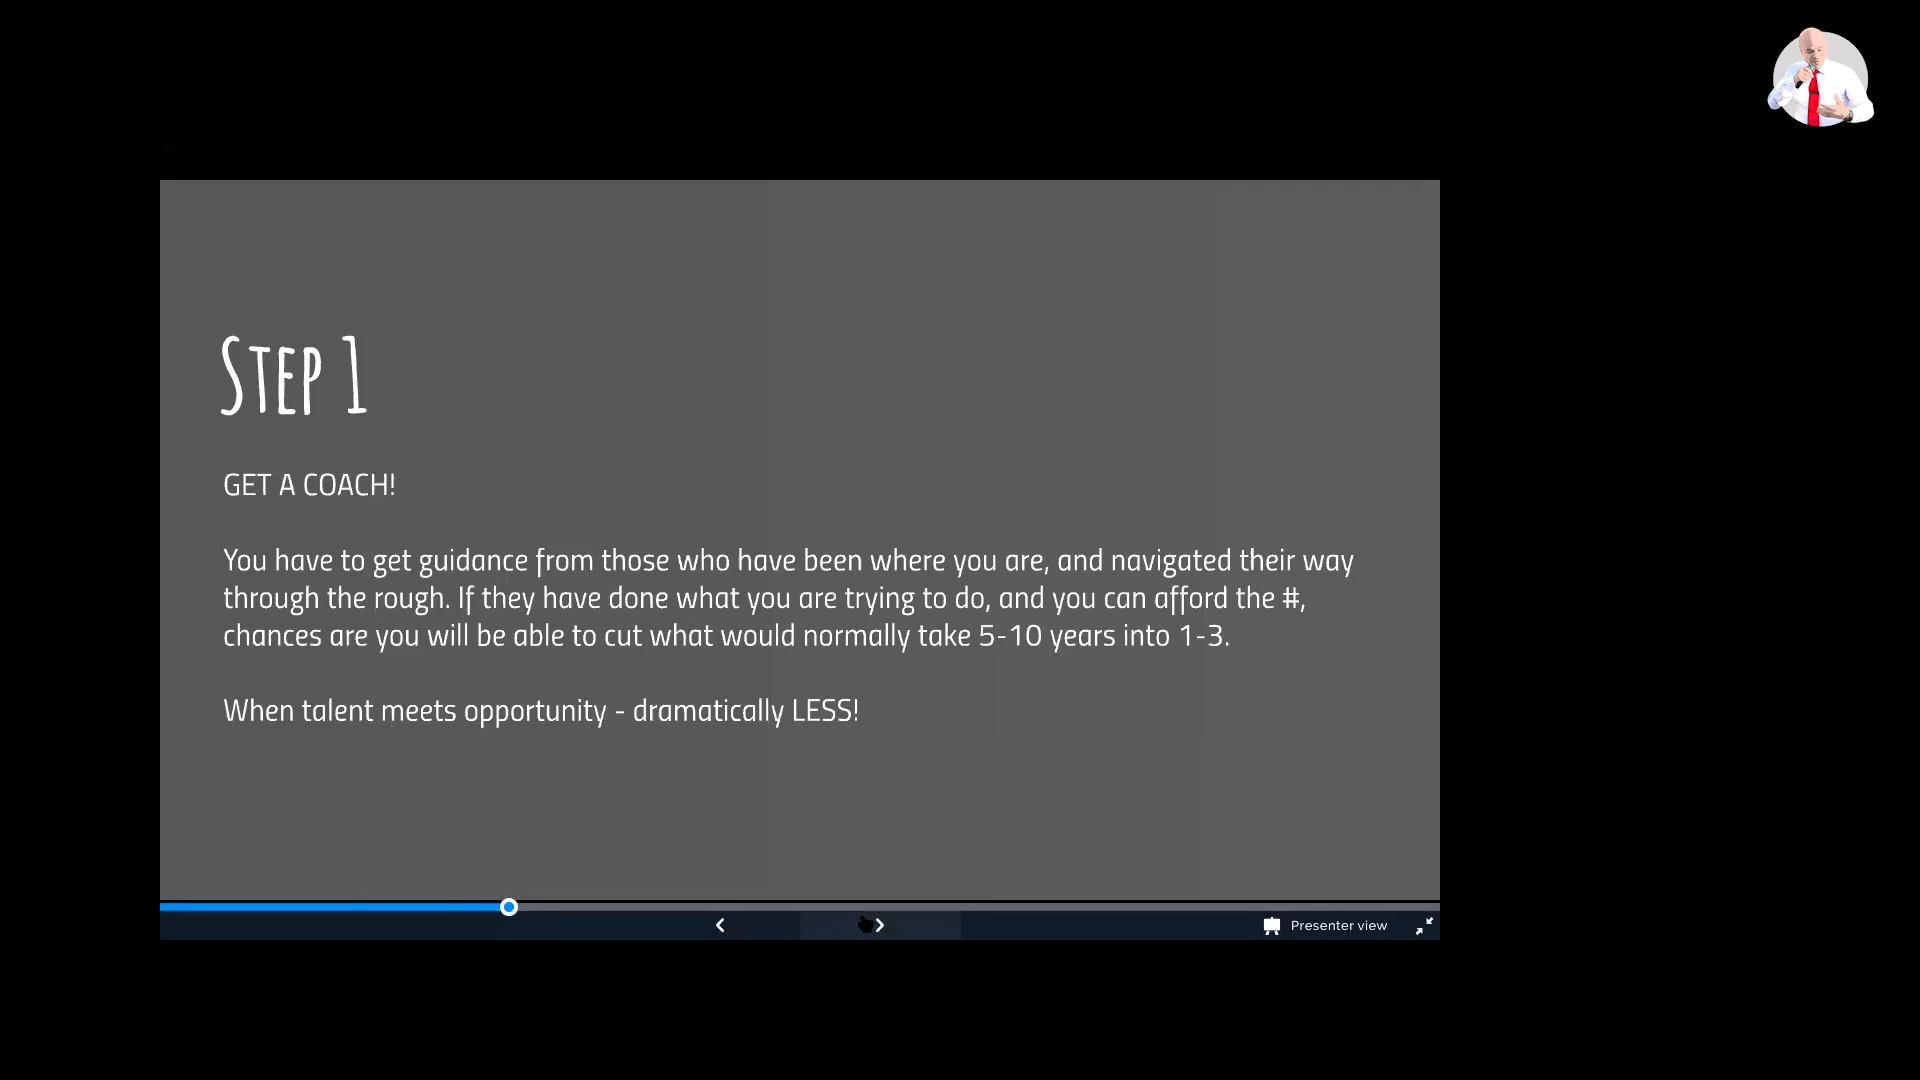 STEP 1
GET A COACH!
You have to get guidance from those who have been where you are, and navigated their way
through the rough. If they have done what you are trying to do, and you can afford the #,
chances are you will be able to cut what would normally take 5-10 years into 1-3.
When talent meets opportunity - dramatically LESS!
Presenter view